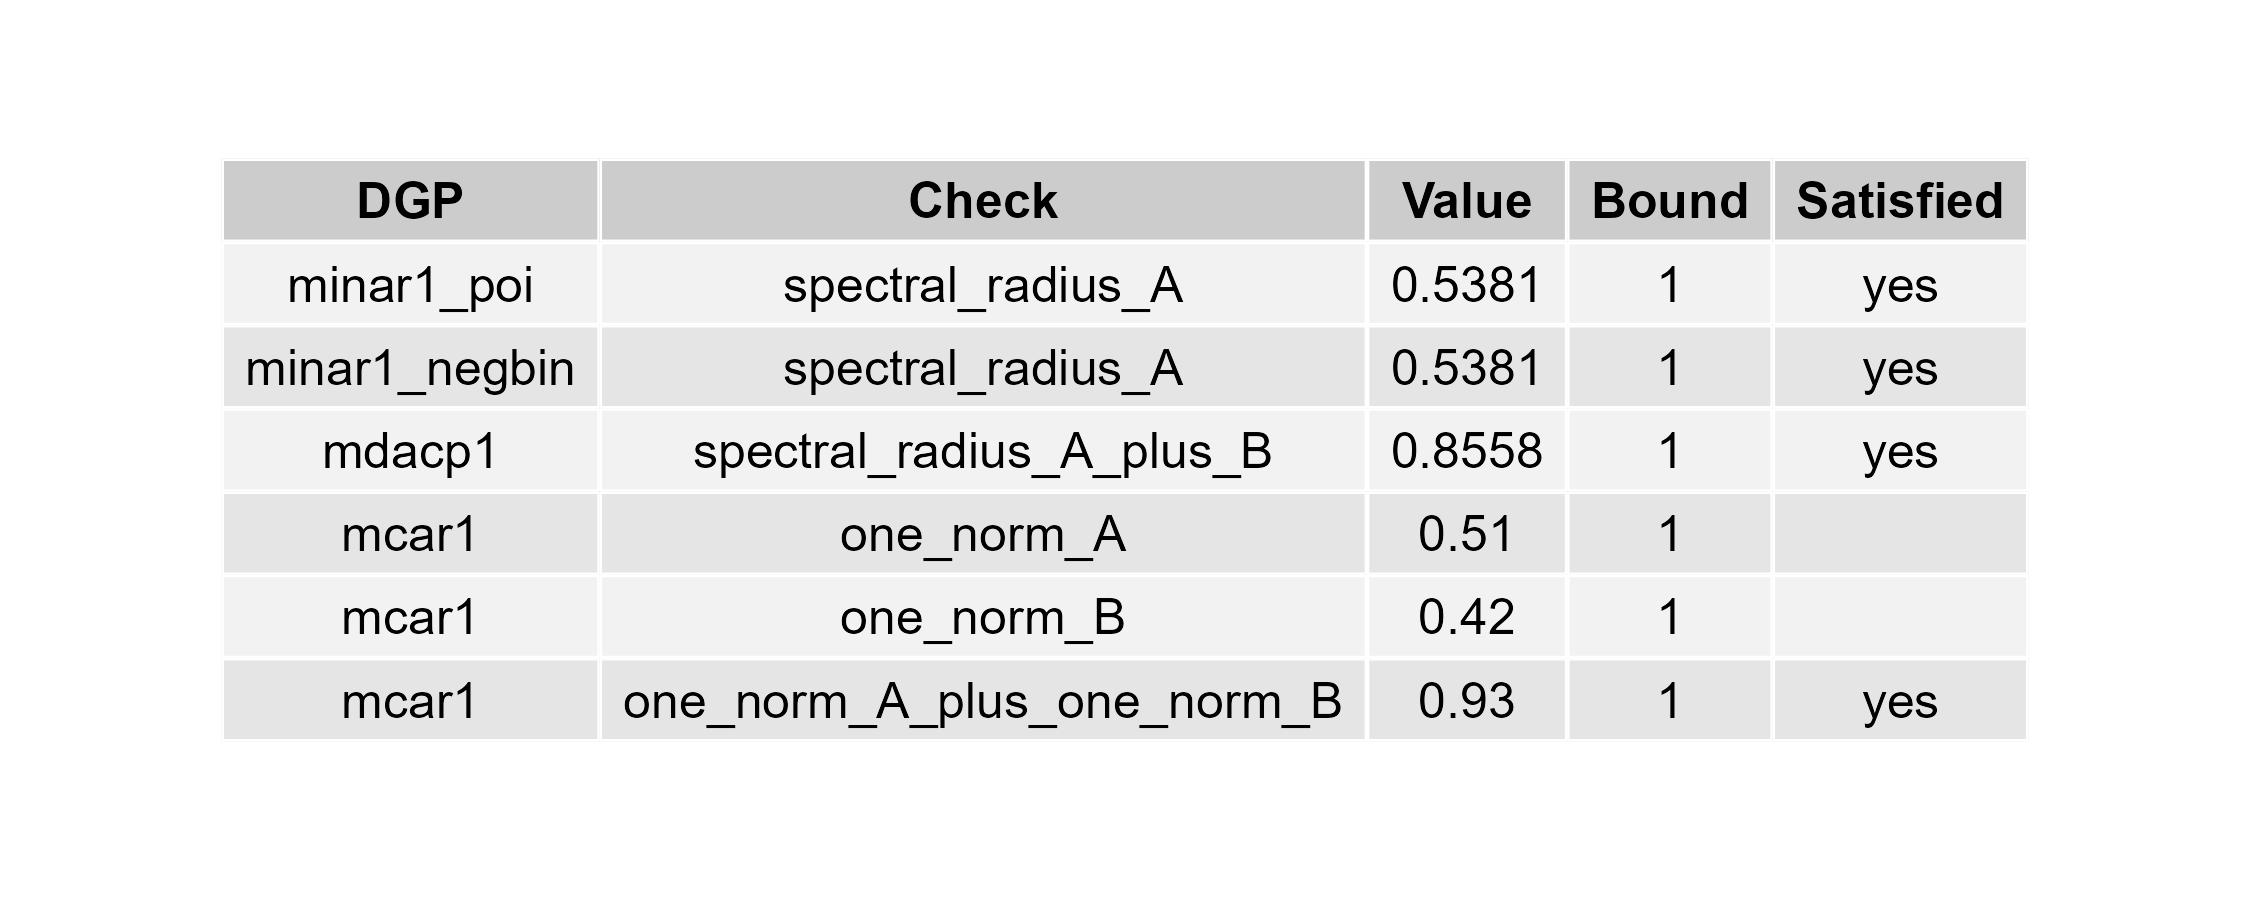 DGP Check Value Bound Satisfied
minar1_poi spectral_radius_A 0.5381 1 yes
minar1_negbin spectral_radius_A 0.5381 1 yes
mdacp1 spectral_radius_A_plus_B 0.8558 1 yes
mcar1 one_norm_A 0.51 1
mcar1 one_norm_B 0.42 1
mcar1 one_norm_A_plus_one_norm_B 0.93 1 yes